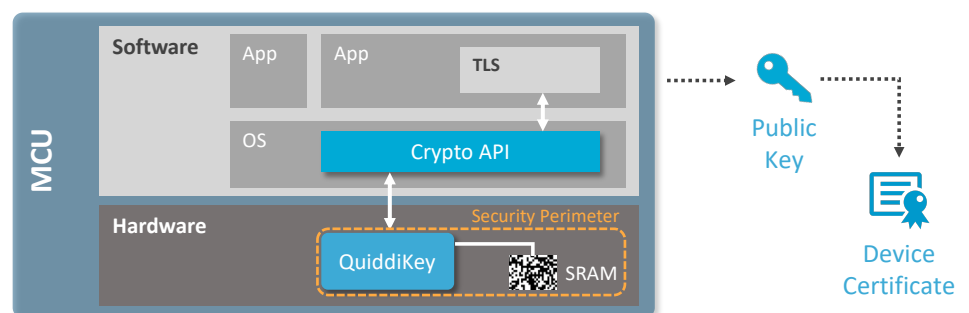 MCU
Software
App
App
TLS
OS
Crypto API
Hardware
Security Perimeter
QuiddiKey
SRAM
Public
Key
Device
Certificate